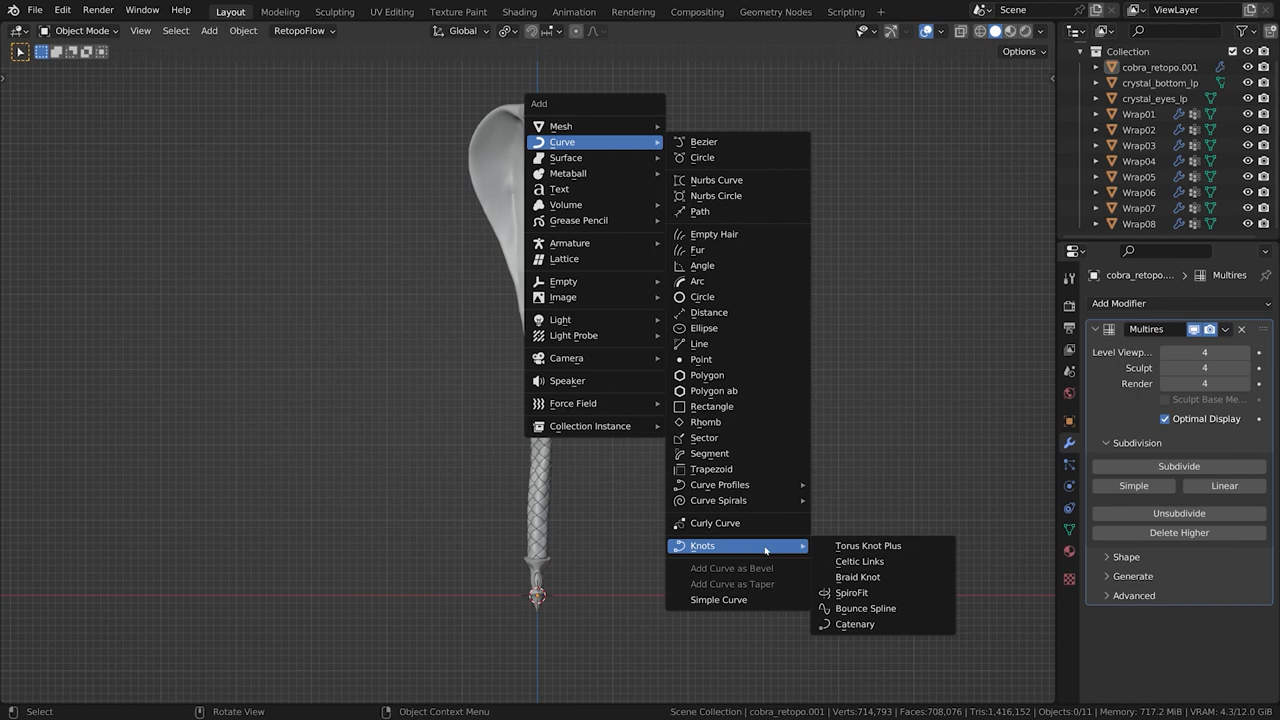 File Edit Render Window Help Layout Modeling Sculpting UV Editing Texture Paint Shading Animation Rendering Compositing Geometry Nodes Scripting + Scene ViewLayer
Object Mode View Select Add Object RetopoFlow Global
Options
Add
Mesh
Curve
Surface
Metaball
Text
Volume
Grease Pencil
Armature
Lattice
Empty
Image
Light
Light Probe
Camera
Speaker
Force Field
Collection Instance
Bezier
Circle
Nurbs Curve
Nurbs Circle
Path
Empty Hair
Fur
Angle
Arc
Circle
Distance
Ellipse
Line
Point
Polygon
Polygon ab
Rectangle
Rhomb
Sector
Segment
Trapezoid
Curve Profiles
Curve Spirals
Curly Curve
Knots
Add Curve as Bevel
Add Curve as Taper
Simple Curve
Torus Knot Plus
Celtic Links
Braid Knot
SpiroFit
Bounce Spline
Catenary
Collection
cobra_retopo.001
crystal_bottom_lp
crystal_eyes_lp
Wrap01
Wrap02
Wrap03
Wrap04
Wrap05
Wrap06
Wrap07
Wrap08
cobra_retopo.... Multires
Add Modifier
Multires
Level Viewp... 4
Sculpt 4
Render 4
Sculpt Base Me...
Optimal Display
Subdivision
Subdivide
Simple Linear
Unsubdivide
Delete Higher
Shape
Generate
Advanced
Select Rotate View Object Context Menu Scene Collection | cobra_retopo.001 | Verts:714,793 | Faces:708,076 | Tris:1,416,152 | Objects:0/11 | Memory: 717.2 MiB | VRAM: 4.3/12.0 GiB